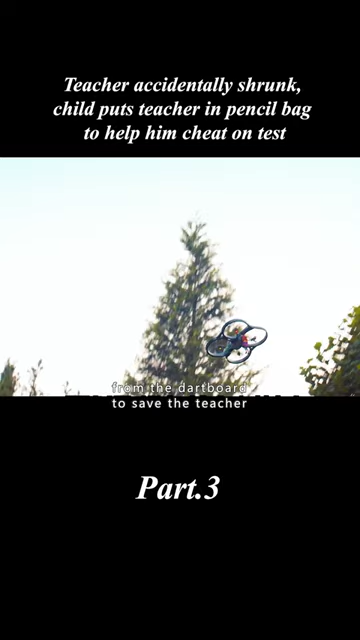 Teacher accidentally shrunk,
child puts teacher in pencil bag
to help him cheat on test
from the dartboard
to save the teacher
Part.3